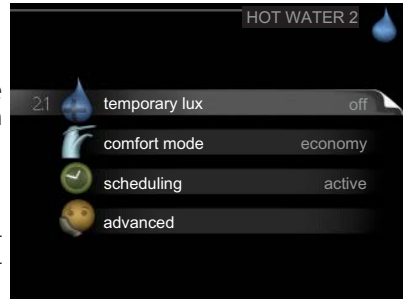 HOT WATER 2
2.1 temporary lux off
comfort mode economy
scheduling active
advanced